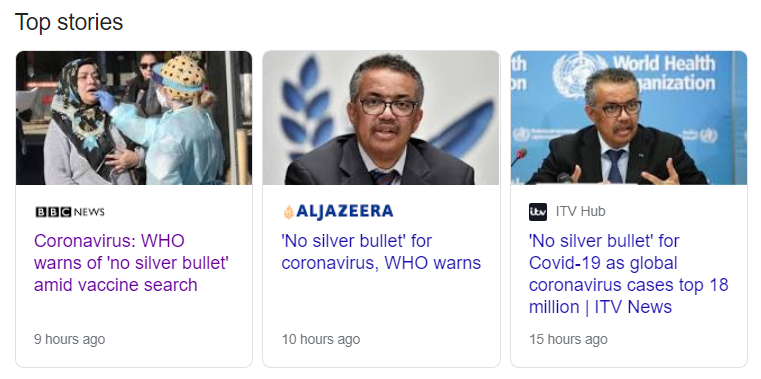 Top stories
th
World Health
on
Organization
BBC NEWS
ALJAZEERA
itv ITV Hub
Coronavirus: WHO
warns of 'no silver bullet'
amid vaccine search
'No silver bullet' for
coronavirus, WHO warns
'No silver bullet' for
Covid-19 as global
coronavirus cases top 18
million | ITV News
9 hours ago
10 hours ago
15 hours ago